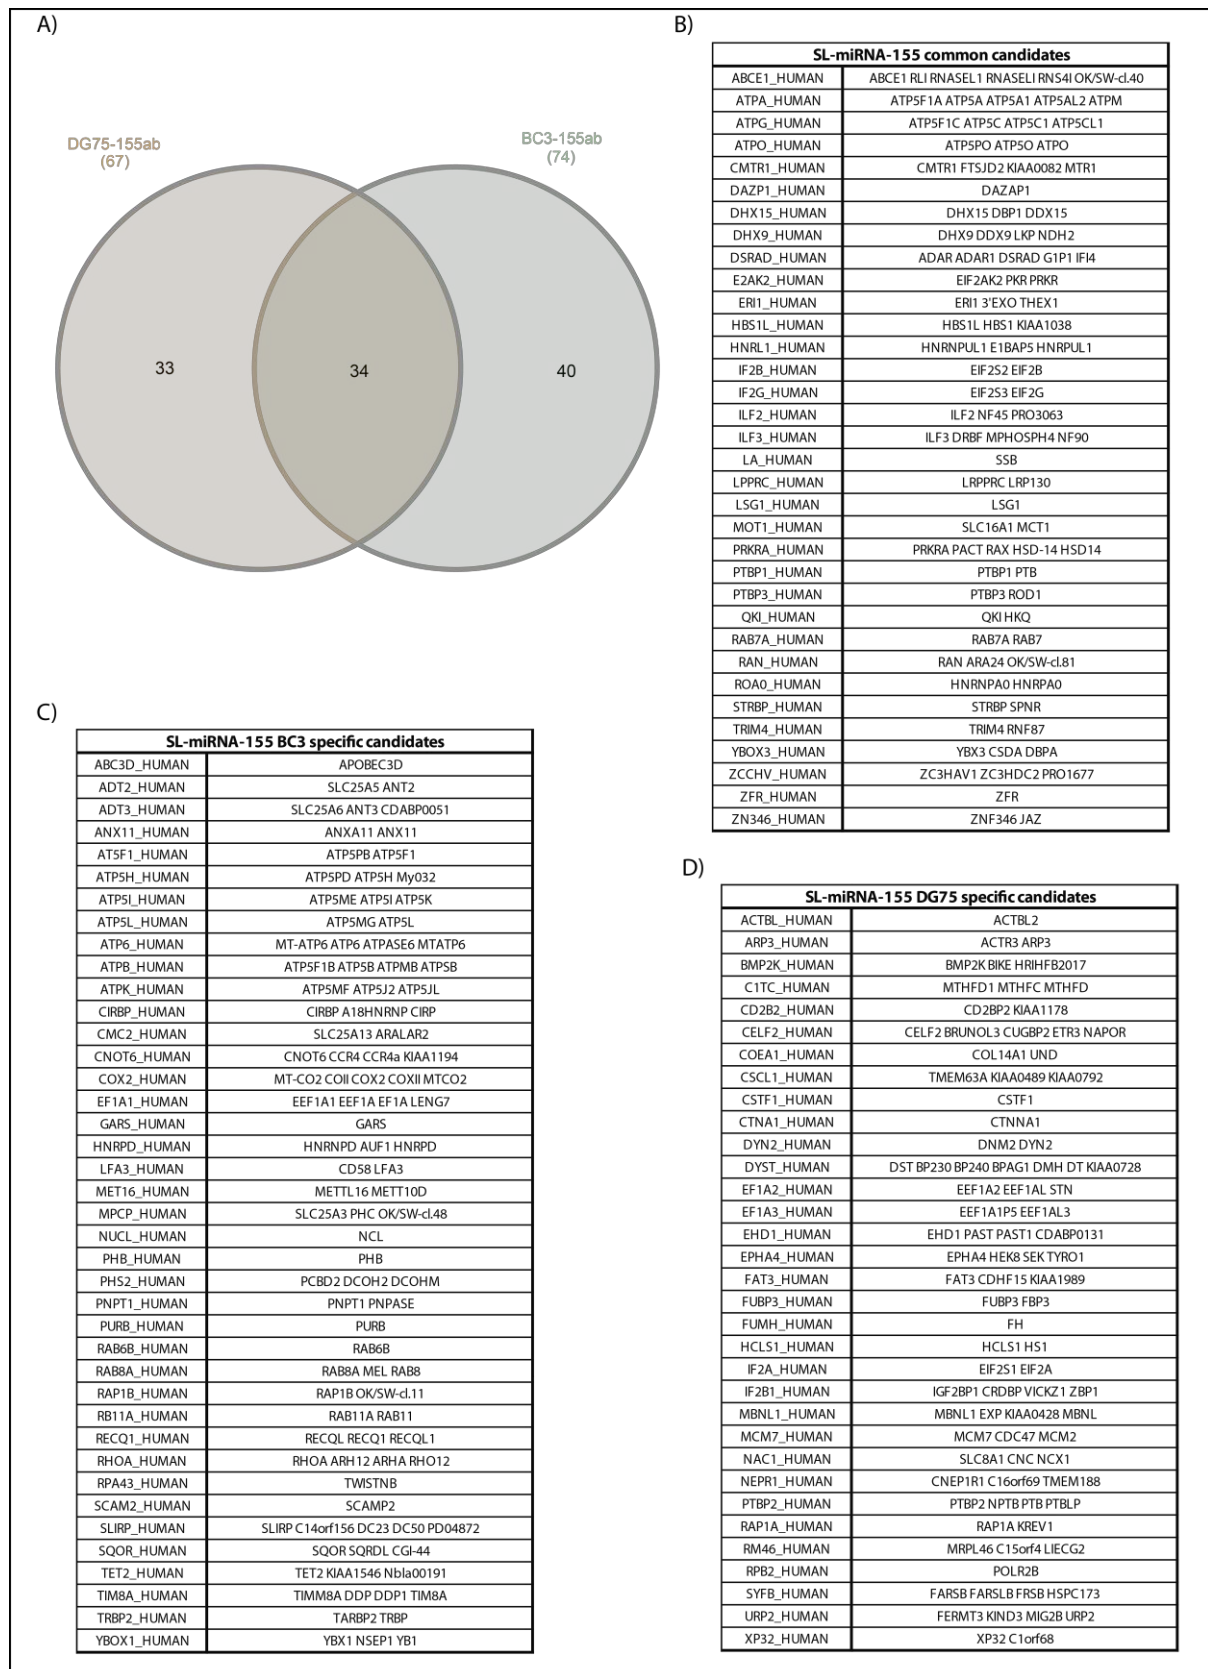 A)
DG75-155ab
(67)
BC3-155ab
(74)
33
34
40
B)
SL-miRNA-155 common candidates
ABCE1_HUMAN ABCE1 RLI RNASEL1 RNASELI RNS4I OK/SW-cl.40
ATPA_HUMAN ATP5F1A ATP5A ATP5A1 ATP5AL2 ATPM
ATPG_HUMAN ATP5F1C ATP5C ATP5C1 ATP5CL1
ATPO_HUMAN ATP5PO ATP5O ATPO
CMTR1_HUMAN CMTR1 FTSJD2 KIAA0082 MTR1
DAZP1_HUMAN DAZAP1
DHX15_HUMAN DHX15 DBP1 DDX15
DHX9_HUMAN DHX9 DDX9 LKP NDH2
DSRAD_HUMAN ADAR ADAR1 DSRAD G1P1 IFI4
E2AK2_HUMAN EIF2AK2 PKR PRKR
ERI1_HUMAN ERI1 3'EXO THEX1
HBS1L_HUMAN HBS1L HBS1 KIAA1038
HNRL1_HUMAN HNRNPUL1 E1BAP5 HNRPUL1
IF2B_HUMAN EIF2S2 EIF2B
IF2G_HUMAN EIF2S3 EIF2G
ILF2_HUMAN ILF2 NF45 PRO3063
ILF3_HUMAN ILF3 DRBF MPHOSPH4 NF90
LA_HUMAN SSB
LPPRC_HUMAN LRPPRC LRP130
LSG1_HUMAN LSG1
MOT1_HUMAN SLC16A1 MCT1
PRKRA_HUMAN PRKRA PACT RAX HSD-14 HSD14
PTBP1_HUMAN PTBP1 PTB
PTBP3_HUMAN PTBP3 ROD1
QKI_HUMAN QKI HKQ
RAB7A_HUMAN RAB7A RAB7
RAN_HUMAN RAN ARA24 OK/SW-cl.81
ROA0_HUMAN HNRNPA0 HNRPA0
STRBP_HUMAN STRBP SPNR
TRIM4_HUMAN TRIM4 RNF87
YBOX3_HUMAN YBX3 CSDA DBPA
ZCCHV_HUMAN ZC3HAV1 ZC3HDC2 PRO1677
ZFR_HUMAN ZFR
ZN346_HUMAN ZNF346 JAZ
C)
SL-miRNA-155 BC3 specific candidates
ABC3D_HUMAN APOBEC3D
ADT2_HUMAN SLC25A5 ANT2
ADT3_HUMAN SLC25A6 ANT3 CDABP0051
ANX11_HUMAN ANXA11 ANX11
AT5F1_HUMAN ATP5PB ATP5F1
ATP5H_HUMAN ATP5PD ATP5H My032
ATP5I_HUMAN ATP5ME ATP5I ATP5K
ATP5L_HUMAN ATP5MG ATP5L
ATP6_HUMAN MT-ATP6 ATP6 ATPASE6 MTATP6
ATPB_HUMAN ATP5F1B ATP5B ATPMB ATPSB
ATPK_HUMAN ATP5MF ATP5J2 ATP5JL
CIRBP_HUMAN CIRBP A18HNRNP CIRP
CMC2_HUMAN SLC25A13 ARALAR2
CNOT6_HUMAN CNOT6 CCR4 CCR4a KIAA1194
COX2_HUMAN MT-CO2 COII COX2 COXII MTCO2
EF1A1_HUMAN EEF1A1 EEF1A EF1A LENG7
GARS_HUMAN GARS
HNRPD_HUMAN HNRNPD AUF1 HNRPD
LFA3_HUMAN CD58 LFA3
MET16_HUMAN METTL16 METT10D
MPCP_HUMAN SLC25A3 PHC OK/SW-cl.48
NUCL_HUMAN NCL
PHB_HUMAN PHB
PHS2_HUMAN PCBD2 DCOH2 DCOHM
PNPT1_HUMAN PNPT1 PNPASE
PURB_HUMAN PURB
RAB6B_HUMAN RAB6B
RAB8A_HUMAN RAB8A MEL RAB8
RAP1B_HUMAN RAP1B OK/SW-cl.11
RB11A_HUMAN RAB11A RAB11
RECQ1_HUMAN RECQL RECQ1 RECQL1
RHOA_HUMAN RHOA ARH12 ARHA RHO12
RPA43_HUMAN TWISTNB
SCAM2_HUMAN SCAMP2
SLIRP_HUMAN SLIRP C14orf156 DC23 DC50 PD04872
SQOR_HUMAN SQOR SQRDL CGI-44
TET2_HUMAN TET2 KIAA1546 Nbla00191
TIM8A_HUMAN TIMM8A DDP DDP1 TIM8A
TRBP2_HUMAN TARBP2 TRBP
YBOX1_HUMAN YBX1 NSEP1 YB1
D)
SL-miRNA-155 DG75 specific candidates
ACTBL_HUMAN ACTBL2
ARP3_HUMAN ACTR3 ARP3
BMP2K_HUMAN BMP2K BIKE HRIHFB2017
C1TC_HUMAN MTHFD1 MTHFC MTHFD
CD2B2_HUMAN CD2BP2 KIAA1178
CELF2_HUMAN CELF2 BRUNOL3 CUGBP2 ETR3 NAPOR
COEA1_HUMAN COL14A1 UND
CSCL1_HUMAN TMEM63A KIAA0489 KIAA0792
CSTF1_HUMAN CSTF1
CTNA1_HUMAN CTNNA1
DYN2_HUMAN DNM2 DYN2
DYST_HUMAN DST BP230 BP240 BPAG1 DMH DT KIAA0728
EF1A2_HUMAN EEF1A2 EEF1AL STN
EF1A3_HUMAN EEF1A1P5 EEF1AL3
EHD1_HUMAN EHD1 PAST PAST1 CDABP0131
EPHA4_HUMAN EPHA4 HEK8 SEK TYRO1
FAT3_HUMAN FAT3 CDHF15 KIAA1989
FUBP3_HUMAN FUBP3 FBP3
FUMH_HUMAN FH
HCLS1_HUMAN HCLS1 HS1
IF2A_HUMAN EIF2S1 EIF2A
IF2B1_HUMAN IGF2BP1 CRDBP VICKZ1 ZBP1
MBNL1_HUMAN MBNL1 EXP KIAA0428 MBNL
MCM7_HUMAN MCM7 CDC47 MCM2
NAC1_HUMAN SLC8A1 CNC NCX1
NEPR1_HUMAN CNEP1R1 C16orf69 TMEM188
PTBP2_HUMAN PTBP2 NPTB PTB PTBLP
RAP1A_HUMAN RAP1A KREV1
RM46_HUMAN MRPL46 C15orf4 LIECG2
RPB2_HUMAN POLR2B
SYFB_HUMAN FARSB FARSLB FRSB HSPC173
URP2_HUMAN FERMT3 KIND3 MIG2B URP2
XP32_HUMAN XP32 C1orf68